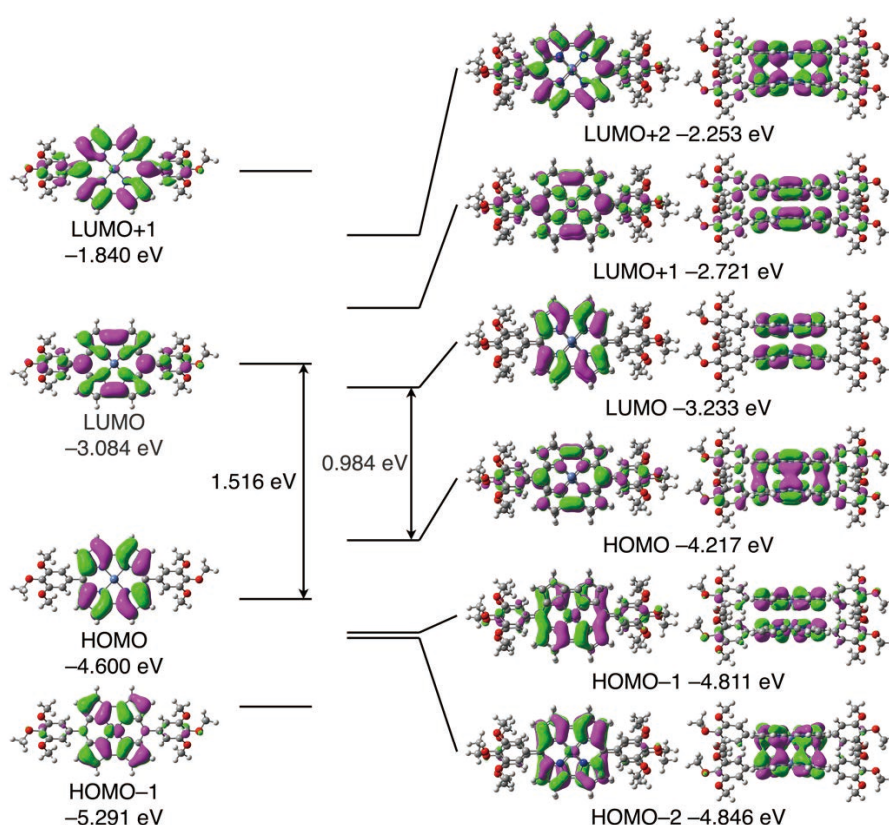 LUMO+1
−1.840 eV
LUMO
−3.084 eV
HOMO
−4.600 eV
HOMO−1
−5.291 eV
1.516 eV
0.984 eV
LUMO+2 −2.253 eV
LUMO+1 −2.721 eV
LUMO −3.233 eV
HOMO −4.217 eV
HOMO−1 −4.811 eV
HOMO−2 −4.846 eV